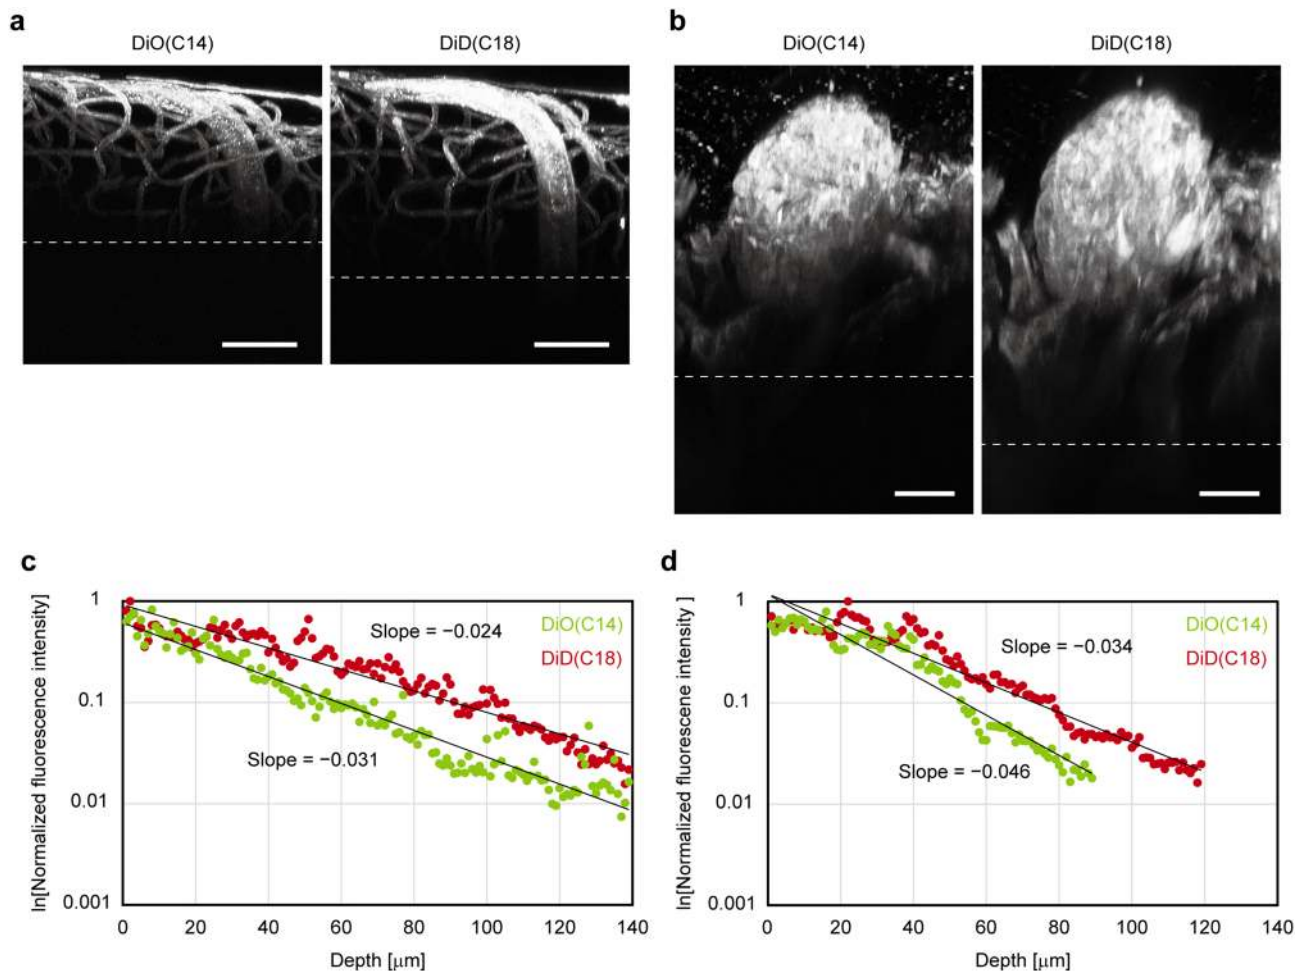 a
DiO(C14)
DiD(C18)
b
DiO(C14)
DiD(C18)
c
ln[Normalized fluorescence intensity]
1
0.1
0.01
0.001
Slope = −0.024
DiO(C14)
DiD(C18)
Slope = −0.031
0 20 40 60 80 100 120 140
Depth [μm]
d
ln[Normalized fluorescence intensity ]
1
0.1
0.01
0.001
DiO(C14)
Slope = −0.034
DiD(C18)
Slope = −0.046
0 20 40 60 80 100 120 140
Depth [μm]